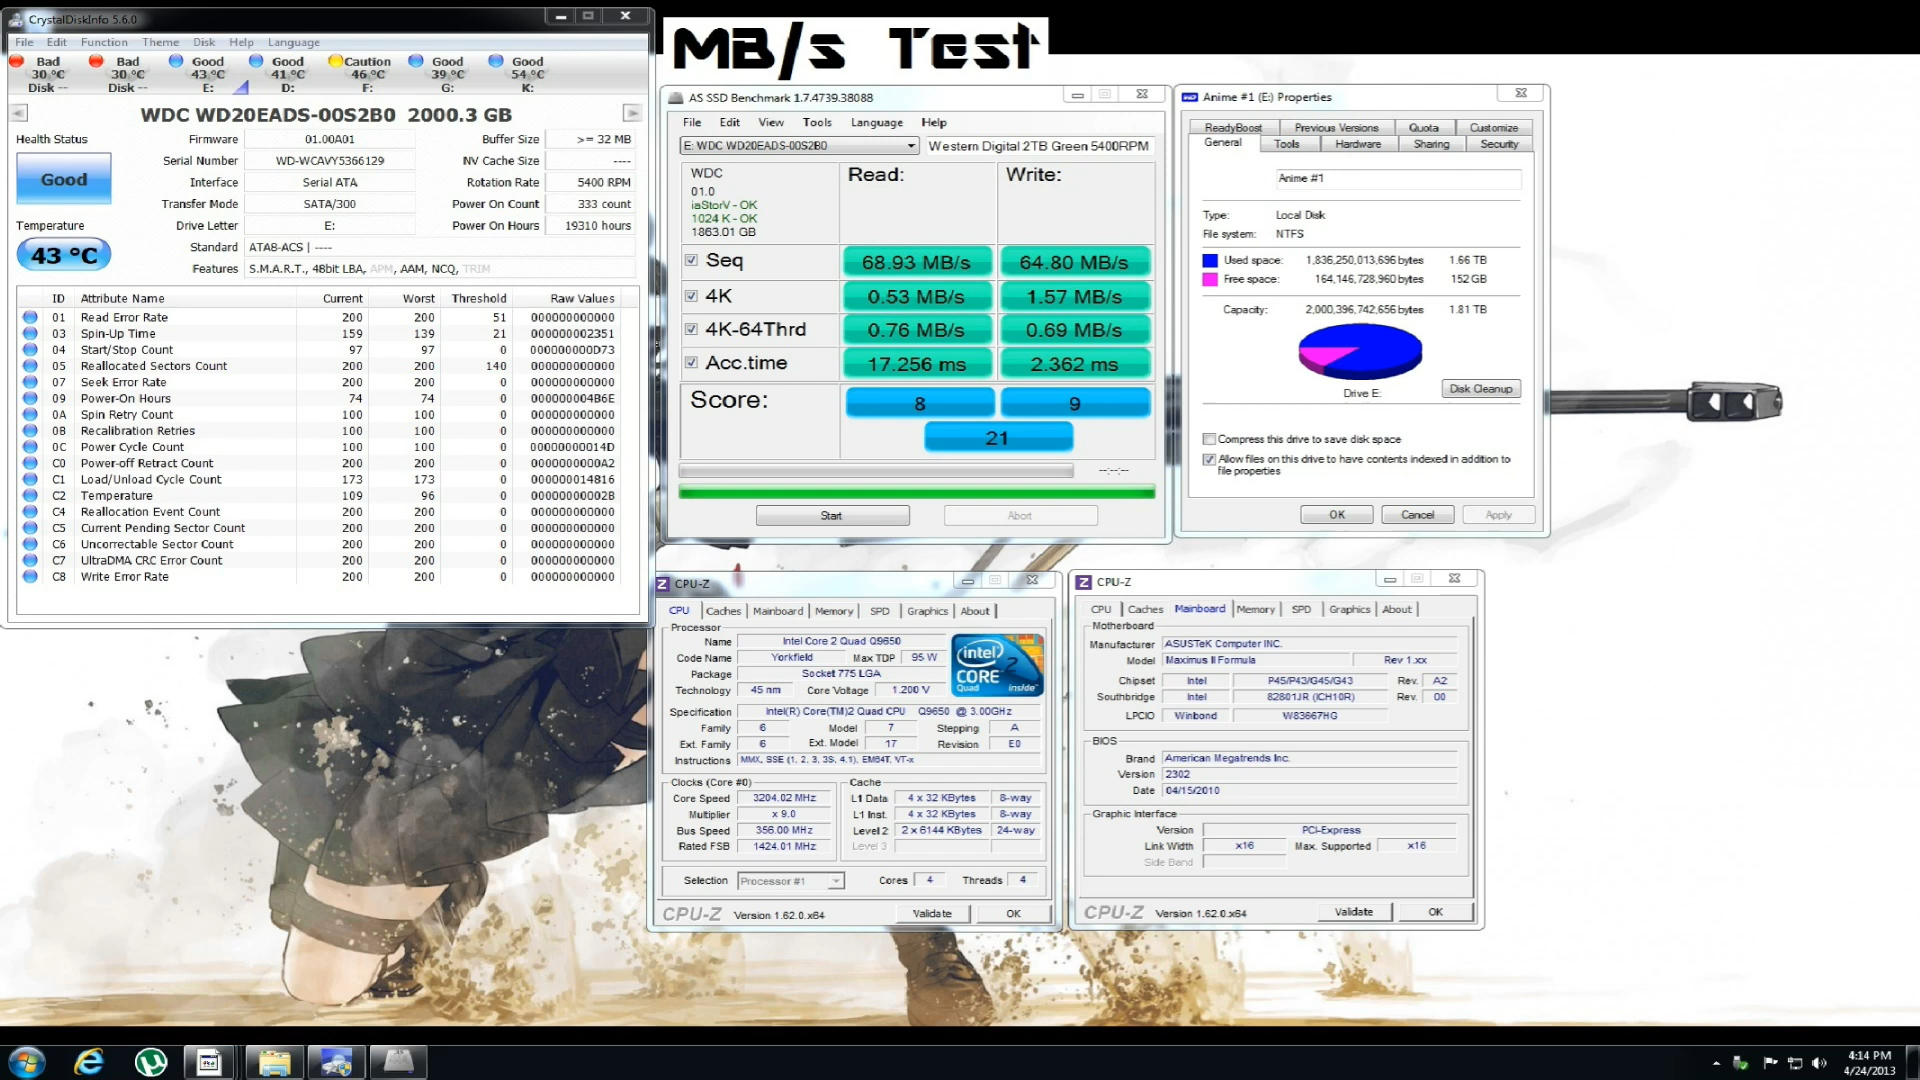 CrystalDiskInfo 5.6.0
File Edit Function Theme Disk Help Language
Bad Bad Good Good Caution Good Good
30 °C 30 °C 43 °C 41 °C 46 °C 39 °C 54 °C
Disk -- Disk -- E: D: F: G: K:
WDC WD20EADS-00S2B0 2000.3 GB
Health Status
Good
Temperature
43 °C
Firmware 01.00A01 Buffer Size >= 32 MB
Serial Number WD-WCAVY5366129 NV Cache Size ----
Interface Serial ATA Rotation Rate 5400 RPM
Transfer Mode SATA/300 Power On Count 333 count
Drive Letter E: Power On Hours 19310 hours
Standard ATA8-ACS | ----
Features S.M.A.R.T., 48bit LBA, APM, AAM, NCQ, TRIM
ID Attribute Name Current Worst Threshold Raw Values
01 Read Error Rate 200 200 51 000000000000
03 Spin-Up Time 159 139 21 000000002351
04 Start/Stop Count 97 97 0 000000000D73
05 Reallocated Sectors Count 200 200 140 000000000000
07 Seek Error Rate 200 200 0 000000000000
09 Power-On Hours 74 74 0 000000004B6E
0A Spin Retry Count 100 100 0 000000000000
0B Recalibration Retries 100 100 0 000000000000
0C Power Cycle Count 100 100 0 00000000014D
C0 Power-off Retract Count 200 200 0 0000000000A2
C1 Load/Unload Cycle Count 173 173 0 000000014816
C2 Temperature 109 96 0 00000000002B
C4 Reallocation Event Count 200 200 0 000000000000
C5 Current Pending Sector Count 200 200 0 000000000000
C6 Uncorrectable Sector Count 200 200 0 000000000000
C7 UltraDMA CRC Error Count 200 200 0 000000000000
C8 Write Error Rate 200 200 0 000000000000
MB/s Test
AS SSD Benchmark 1.7.4739.38088
File Edit View Tools Language Help
E: WDC WD20EADS-00S2B0 Western Digital 2TB Green 5400RPM
WDC
01.0
iaStorV - OK
1024 K - OK
1863.01 GB
Read: Write:
Seq 68.93 MB/s 64.80 MB/s
4K 0.53 MB/s 1.57 MB/s
4K-64Thrd 0.76 MB/s 0.69 MB/s
Acc.time 17.256 ms 2.362 ms
Score: 8 9
21
--:--:--
Start Abort
Anime #1 (E:) Properties
ReadyBoost Previous Versions Quota Customize
General Tools Hardware Sharing Security
Anime #1
Type: Local Disk
File system: NTFS
Used space: 1,836,250,013,696 bytes 1.66 TB
Free space: 164,146,728,960 bytes 152 GB
Capacity: 2,000,396,742,656 bytes 1.81 TB
Drive E: Disk Cleanup
Compress this drive to save disk space
Allow files on this drive to have contents indexed in addition to
file properties
OK Cancel Apply
CPU-Z
CPU Caches Mainboard Memory SPD Graphics About
Processor
Name Intel Core 2 Quad Q9650
Code Name Yorkfield Max TDP 95 W
Package Socket 775 LGA
Technology 45 nm Core Voltage 1.200 V
intel CORE 2 Quad inside™
Specification Intel(R) Core(TM)2 Quad CPU Q9650 @ 3.00GHz
Family 6 Model 7 Stepping A
Ext. Family 6 Ext. Model 17 Revision E0
Instructions MMX, SSE (1, 2, 3, 3S, 4.1), EM64T, VT-x
Clocks (Core #0)
Core Speed 3204.02 MHz
Multiplier x 9.0
Bus Speed 356.00 MHz
Rated FSB 1424.01 MHz
Cache
L1 Data 4 x 32 KBytes 8-way
L1 Inst. 4 x 32 KBytes 8-way
Level 2 2 x 6144 KBytes 24-way
Level 3
Selection Processor #1 Cores 4 Threads 4
CPU-Z Version 1.62.0.x64 Validate OK
CPU-Z
CPU Caches Mainboard Memory SPD Graphics About
Motherboard
Manufacturer ASUSTeK Computer INC.
Model Maximus II Formula Rev 1.xx
Chipset Intel P45/P43/G45/G43 Rev. A2
Southbridge Intel 82801JR (ICH10R) Rev. 00
LPCIO Winbond W83667HG
BIOS
Brand American Megatrends Inc.
Version 2302
Date 04/15/2010
Graphic Interface
Version PCI-Express
Link Width x16 Max. Supported x16
Side Band
CPU-Z Version 1.62.0.x64 Validate OK
4:14 PM
4/24/2013